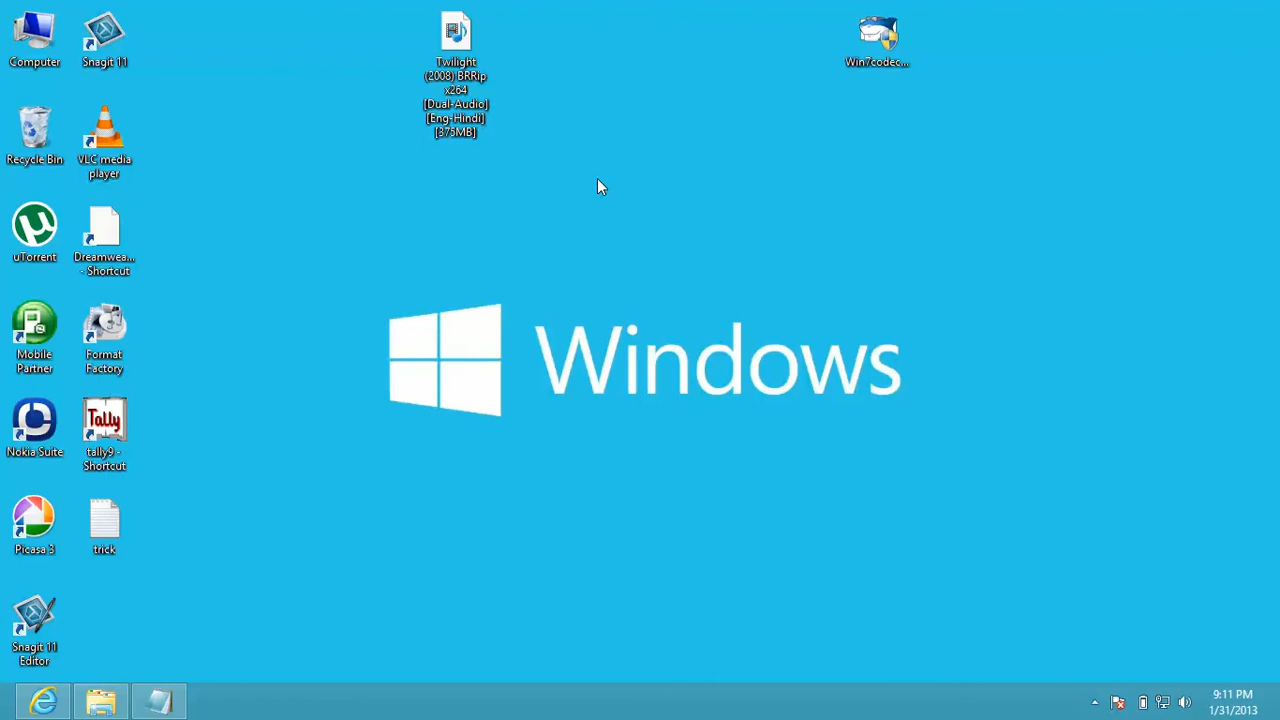 Computer
Snagit 11
Twilight
(2008) BRRip
x264
[Dual-Audio]
[Eng-Hindi]
[375MB]
Win7codec...
Recycle Bin
VLC media
player
uTorrent
Dreamwea...
- Shortcut
Mobile
Partner
Format
Factory
Windows
Nokia Suite
Tally
tally9 -
Shortcut
Picasa 3
trick
Snagit 11
Editor
9:11 PM
1/31/2013